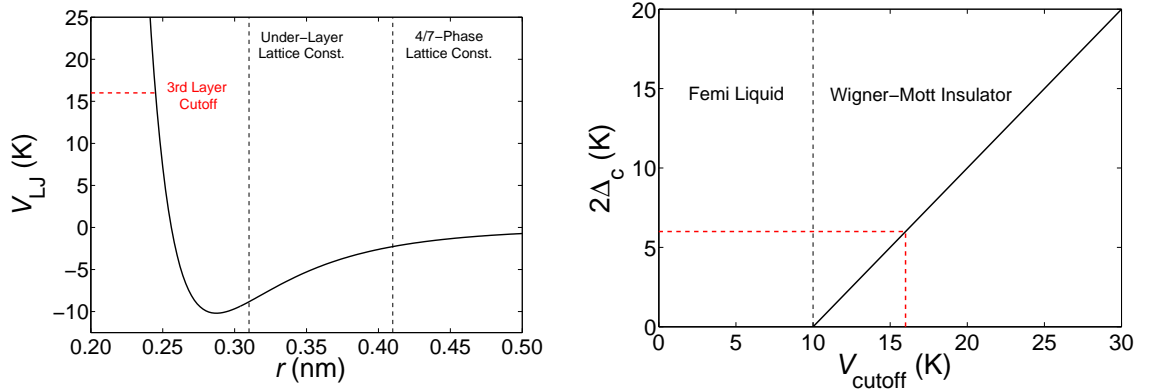 25
20
15
10
5
0
−5
−10
V_LJ (K)
Under−Layer
Lattice Const.
4/7−Phase
Lattice Const.
3rd Layer
Cutoff
0.20 0.25 0.30 0.35 0.40 0.45 0.50
r (nm)
20
15
10
5
0
2Δ_c (K)
Femi Liquid
Wigner−Mott Insulator
0 5 10 15 20 25 30
V_cutoff (K)